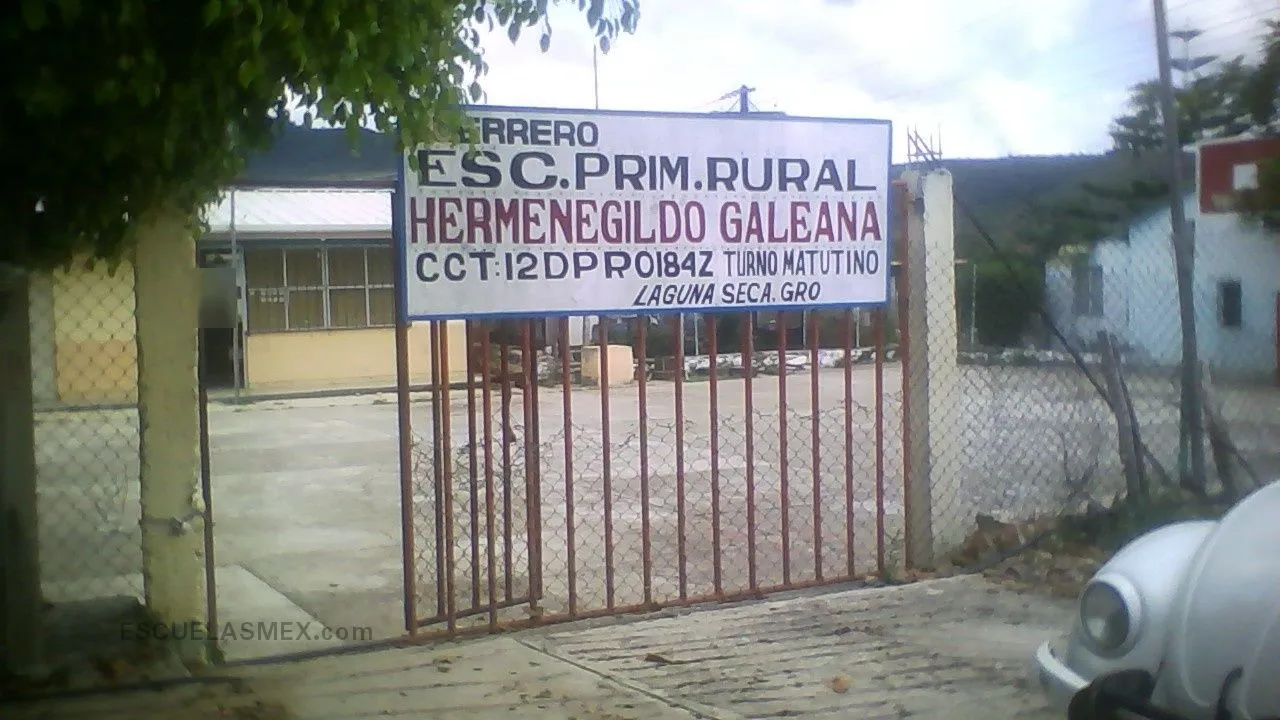 ERRERO
ESC.PRIM.RURAL
HERMENEGILDO GALEANA
CCT:12DPR0184Z TURNO MATUTINO
LAGUNA SECA. GRO
ESCUELASMEX.com